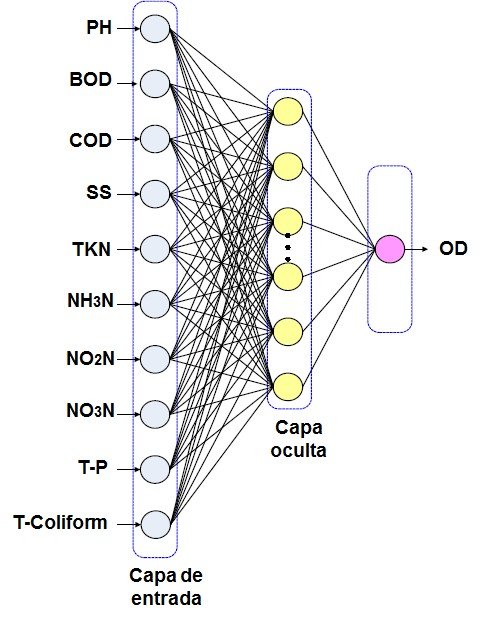 PH
BOD
COD
SS
TKN
NH3N
NO2N
NO3N
T-P
T-Coliform
Capa de
entrada
Capa
oculta
OD